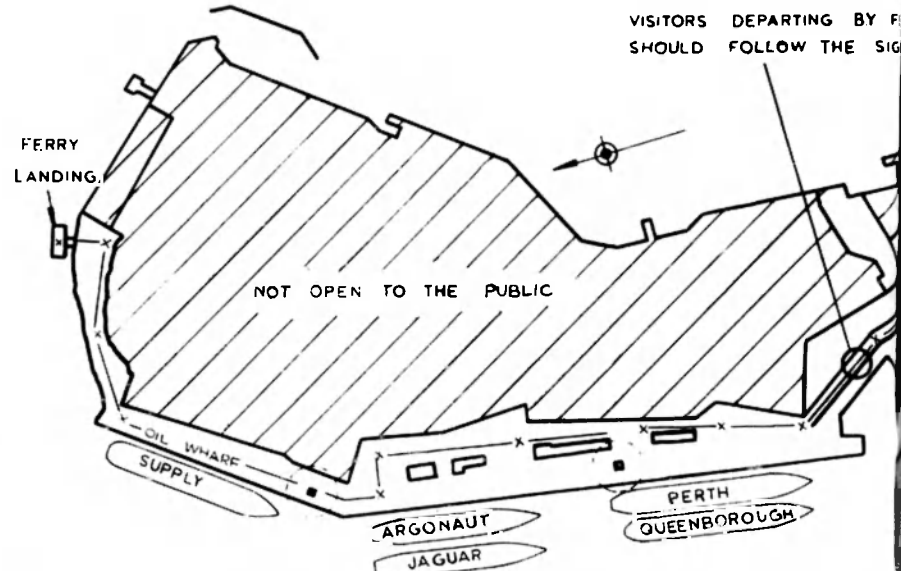 VISITORS DEPARTING BY
SHOULD FOLLOW THE
FERRY
LANDING.
NOT OPEN TO THE PUBLIC
OIL WHARF
SUPPLY
PERTH
QUEENBOROUGH
ARGONAUT
JAGUAR